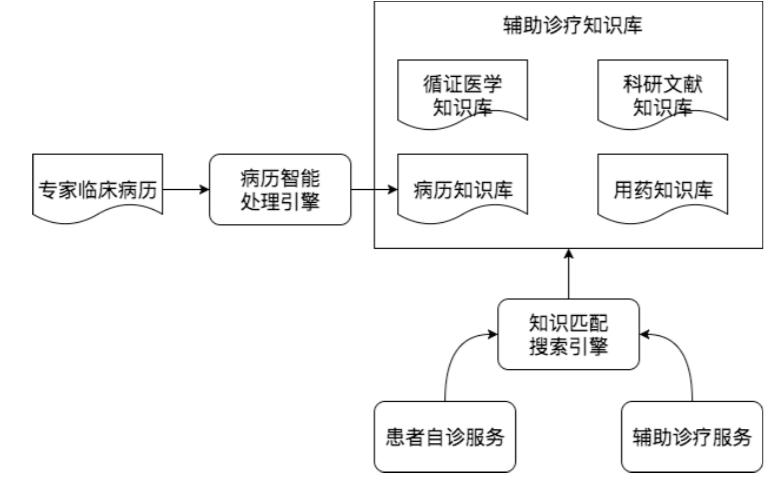 辅助诊疗知识库
循证医学
知识库
科研文献
知识库
专家临床病历
病历智能
处理引擎
病历知识库
用药知识库
知识匹配
搜索引擎
患者自诊服务
辅助诊疗服务